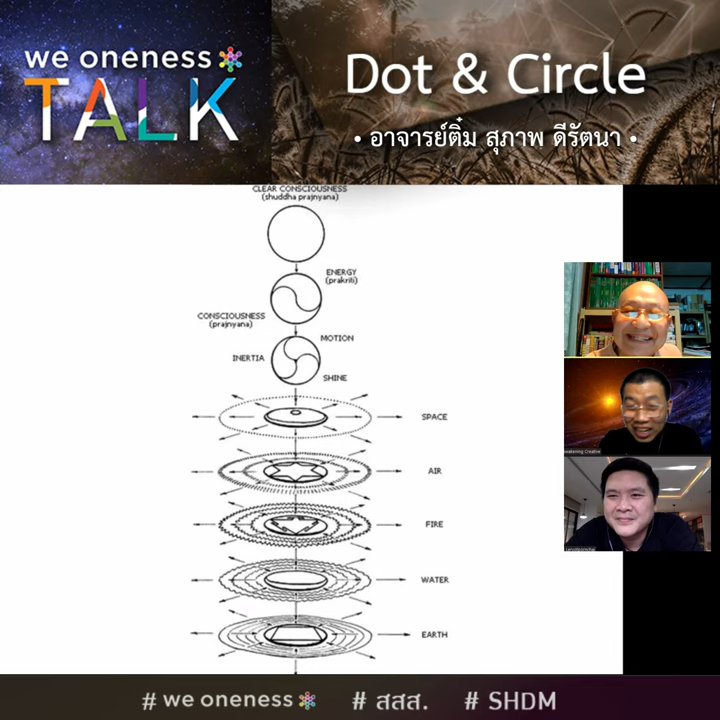 we oneness
TALK
Dot & Circle
• อาจารย์ติ๋ม สุภาพ ดีรัตนา •
CLEAR CONSCIOUSNESS
(shuddha prajnyana)
ENERGY
(prakriti)
CONSCIOUSNESS
(prajnyana)
MOTION
INERTIA
SHINE
SPACE
AIR
FIRE
WATER
EARTH
Awakening Creative
# we oneness # สสส. # SHDM